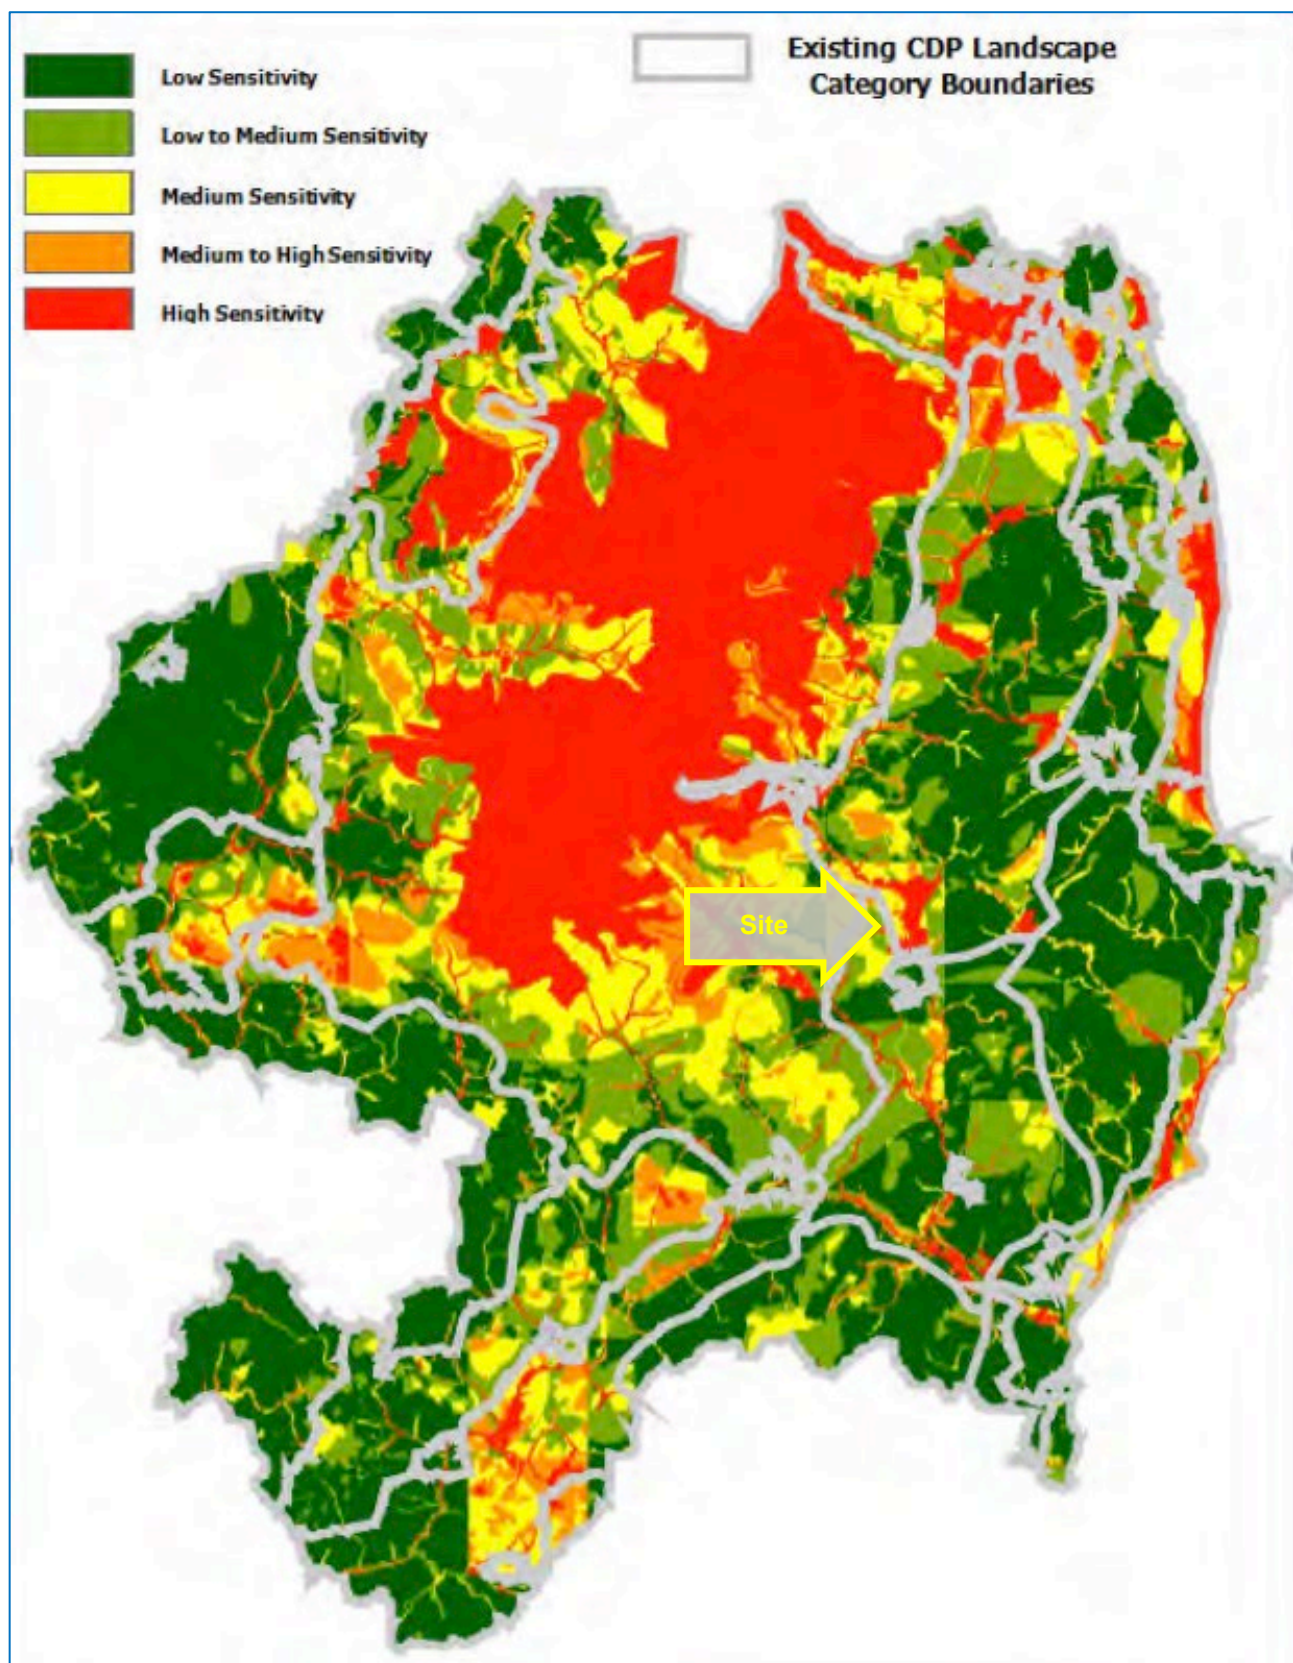 Existing CDP Landscape
Category Boundaries
Low Sensitivity
Low to Medium Sensitivity
Medium Sensitivity
Medium to High Sensitivity
High Sensitivity
Site